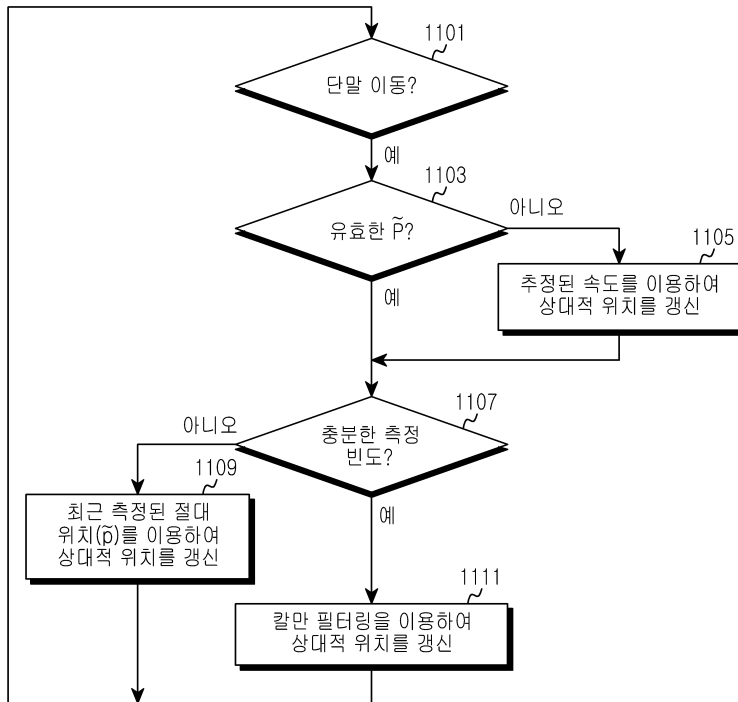 1101
단말 이동?
예
1103
유효한 P̃?
아니오
1105
추정된 속도를 이용하여
상대적 위치를 갱신
예
1107
충분한 측정
빈도?
아니오
1109
최근 측정된 절대
위치(p̃)를 이용하여
상대적 위치를 갱신
예
1111
칼만 필터링을 이용하여
상대적 위치를 갱신